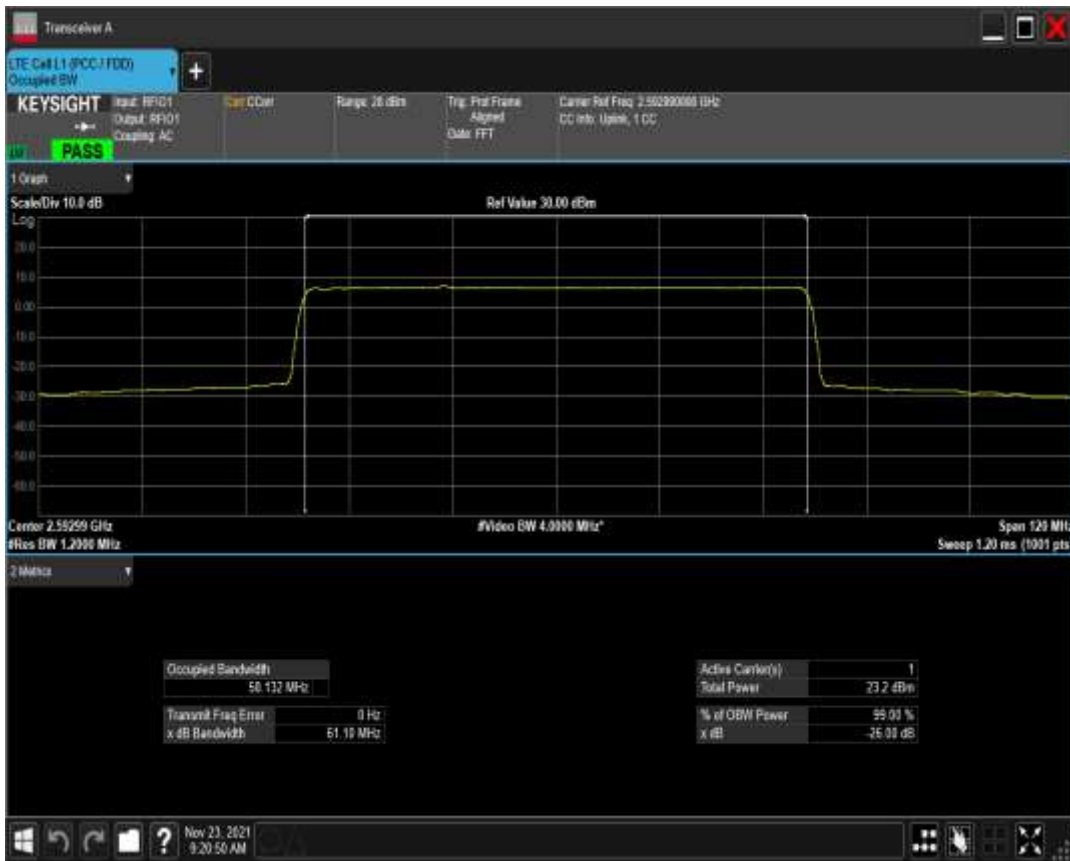 Transceiver A
LTE Cell L1 (PCC / FDD)
Occupied BW
+
KEYSIGHT
Input: RFIO1
Output: RFIO1
Coupling: AC
PASS
Corr CCorr
Range: 28 dBm
Trig: Prdl Frame
Aligned
Gate: FFT
Carrier Ref Freq: 2.592990000 GHz
CC Info: Uplink, 1 CC
1 Graph
Scale/Div 10.0 dB
Ref Value 30.00 dBm
Log
20.0
10.0
0.00
-10.0
-20.0
-30.0
-40.0
-50.0
-60.0
Center 2.59299 GHz
#Video BW 4.0000 MHz*
Span 120 MHz
#Res BW 1.2000 MHz
Sweep 1.20 ms (1001 pts
2 Metrics
Occupied Bandwidth
Transmit Freq Error 0 Hz
x dB Bandwidth 61.10 MHz
Active Carrier(s) 1
Total Power 23.2 dBm
% of OBW Power 99.00 %
x dB -26.00 dB
?
Nov 23, 2021
9:20:50 AM